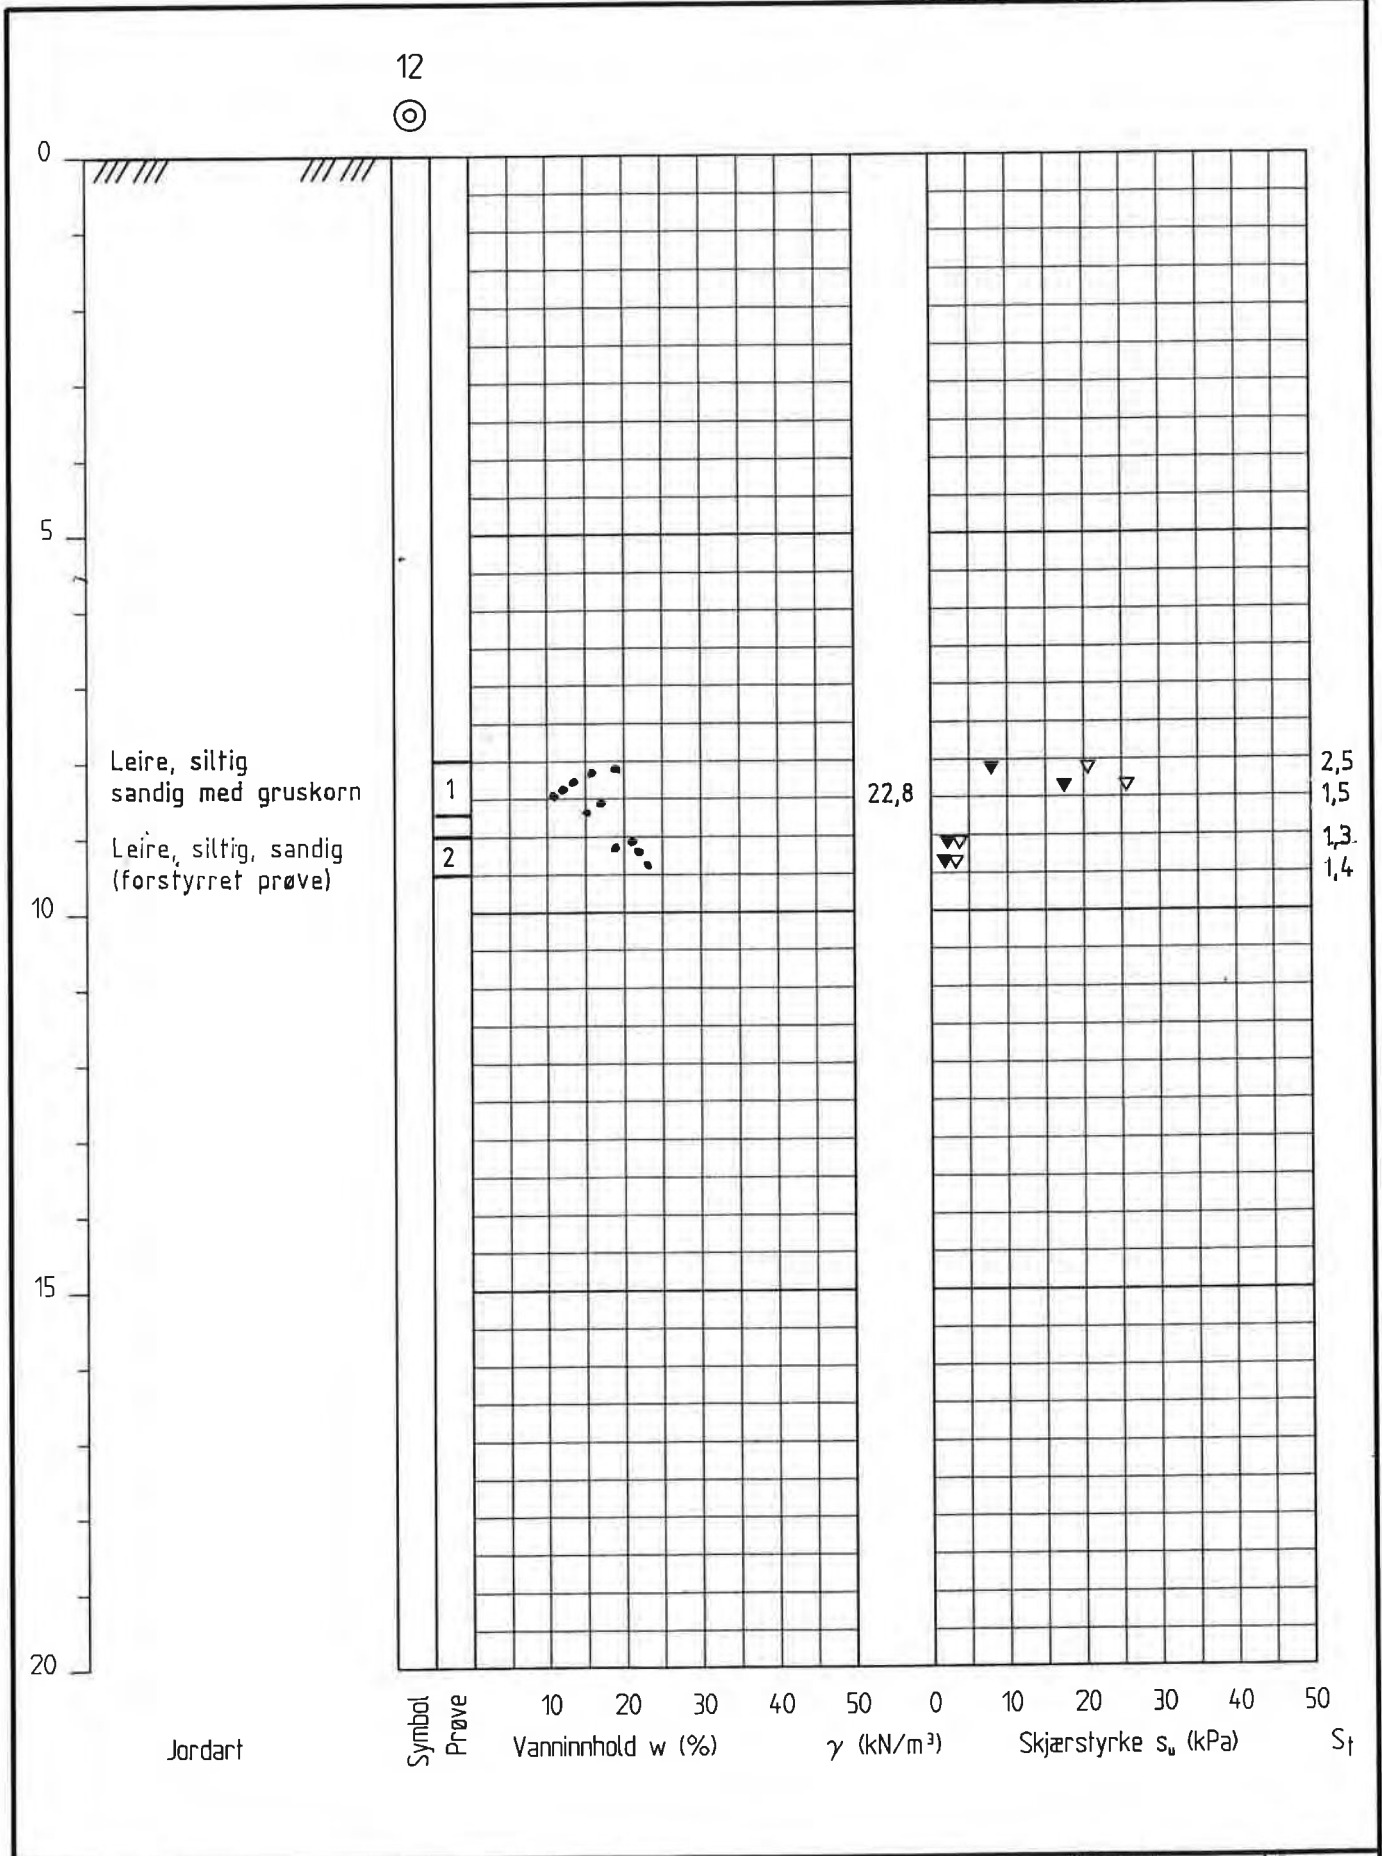 12
0
5
Leire, siltig
sandig med gruskorn
1
22,8
2,5
1,5
Leire, siltig, sandig
(forstyrret prøve)
2
1,3
1,4
10
15
20
Symbol
Prøve
10 20 30 40 50
0 10 20 30 40 50
Jordart
Vanninnhold w (%)
γ (kN/m³)
Skjærstyrke su (kPa)
St